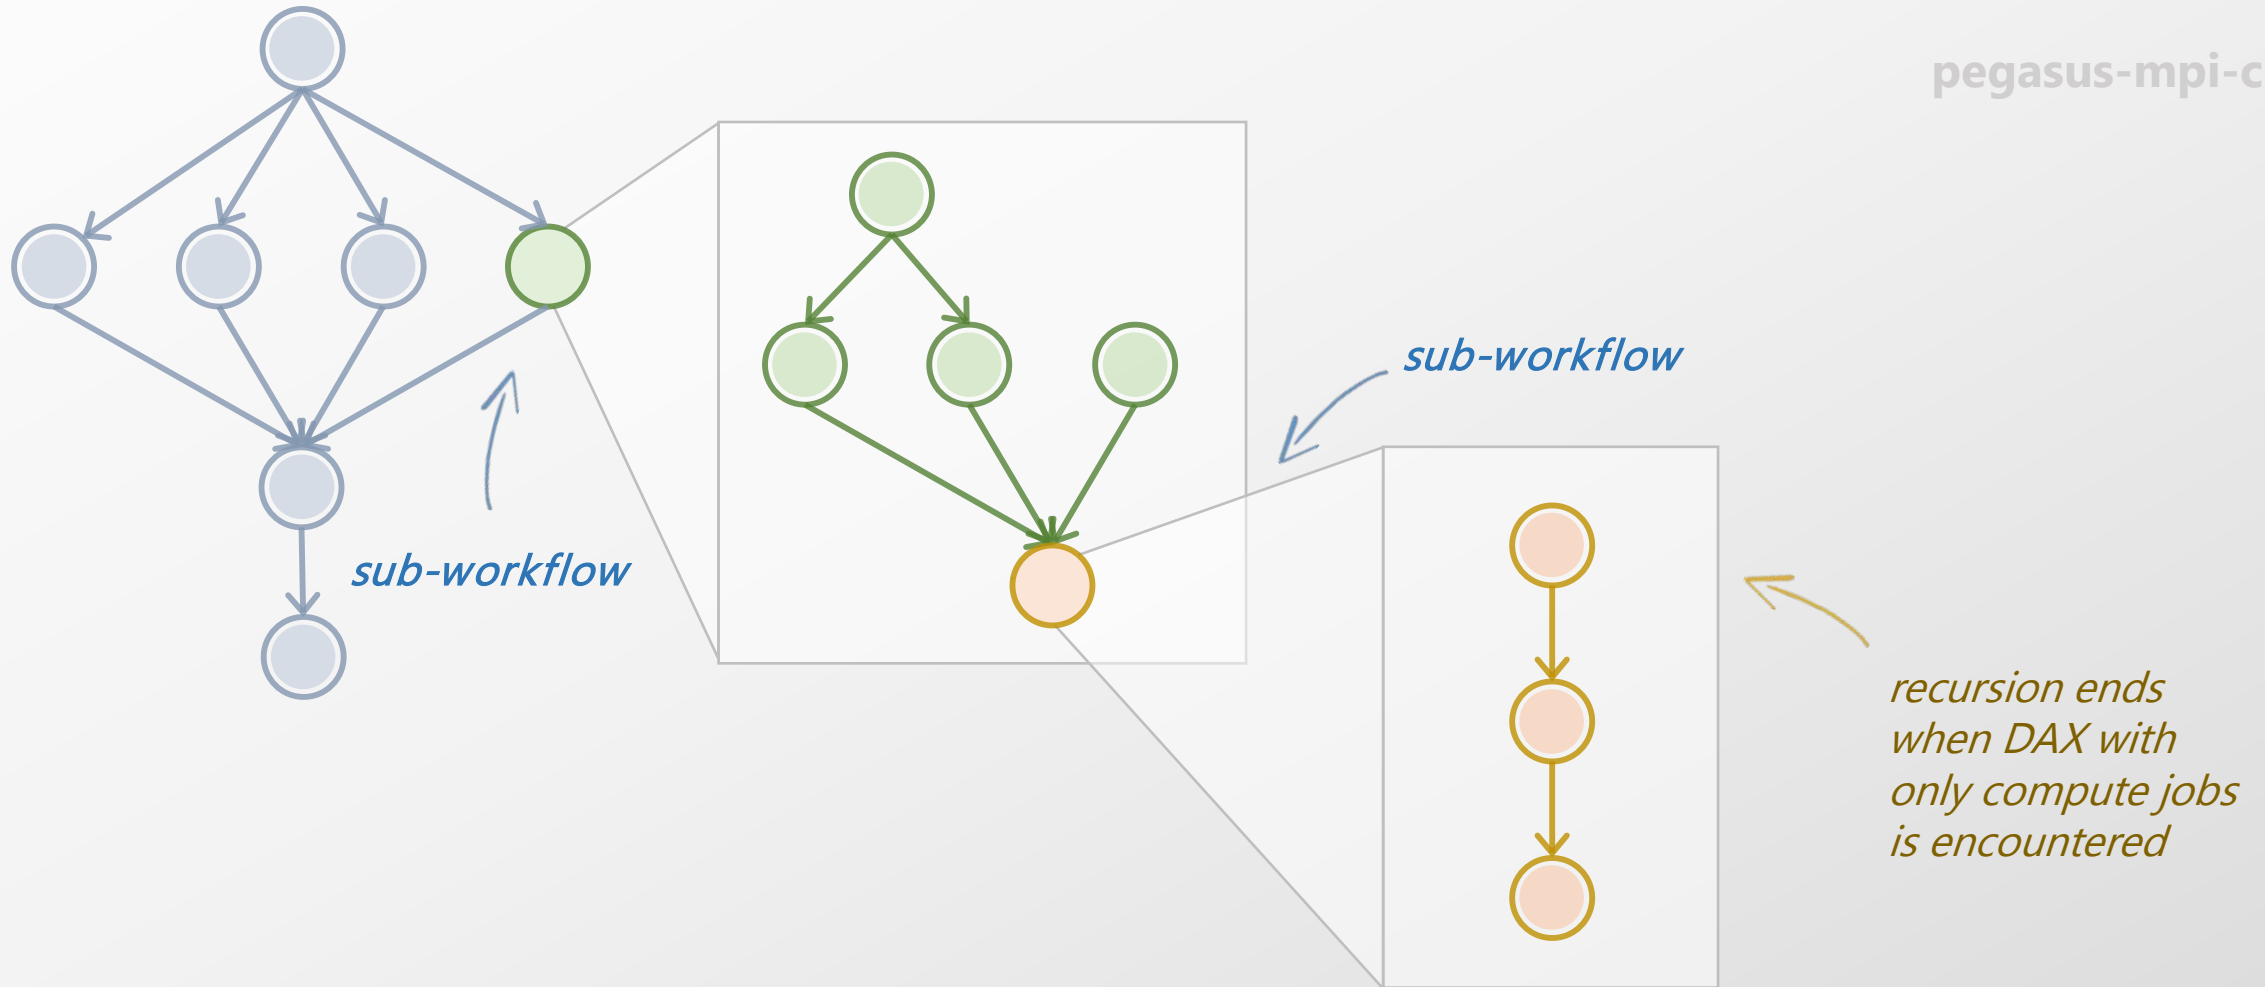 pegasus-mpi-c
sub-workflow
sub-workflow
recursion ends
when DAX with
only compute jobs
is encountered